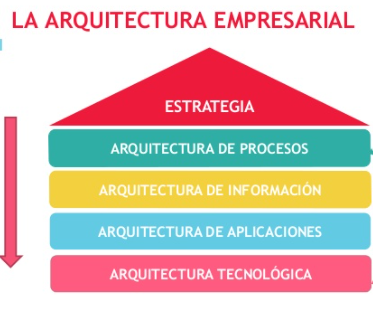 LA ARQUITECTURA EMPRESARIAL
ESTRATEGIA
ARQUITECTURA DE PROCESOS
ARQUITECTURA DE INFORMACIÓN
ARQUITECTURA DE APLICACIONES
ARQUITECTURA TECNOLÓGICA